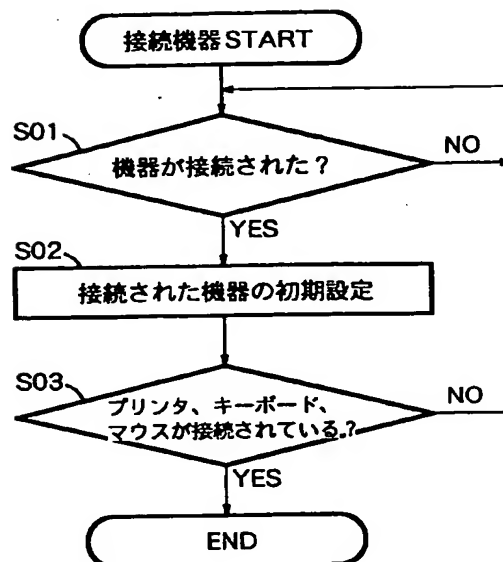 接続機器START
S01
機器が接続された?
NO
YES
S02
接続された機器の初期設定
S03
プリンタ、キーボード、
マウスが接続されている?
NO
YES
END